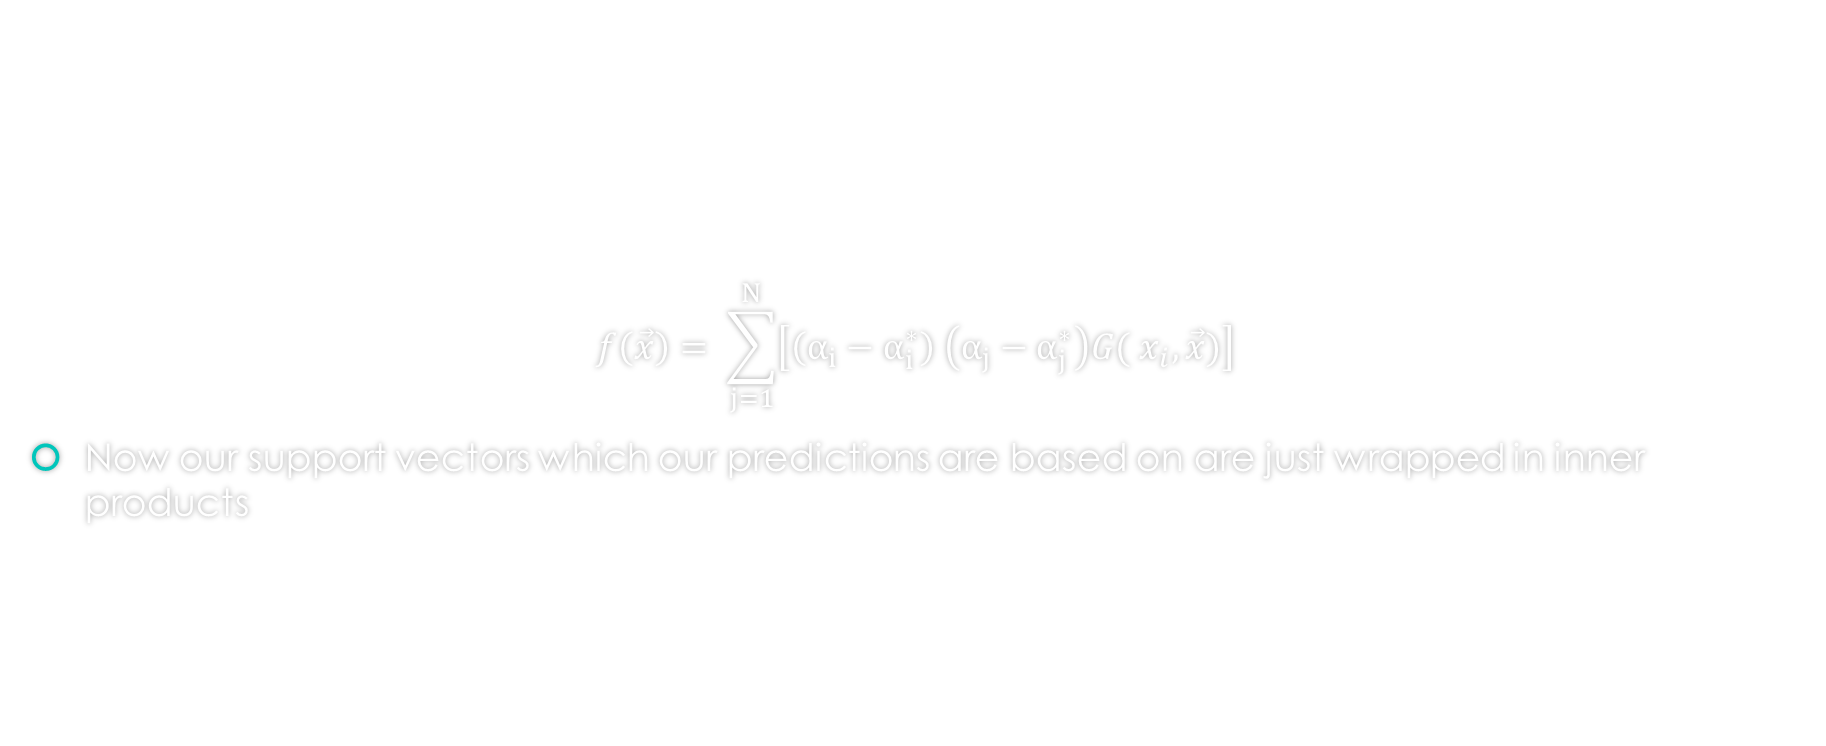 f(x⃗) = ∑_{j=1}^{N} [(α_i − α_i^*) (α_j − α_j^*)G( x_i, x⃗)]
Now our support vectors which our predictions are based on are just wrapped in inner
products